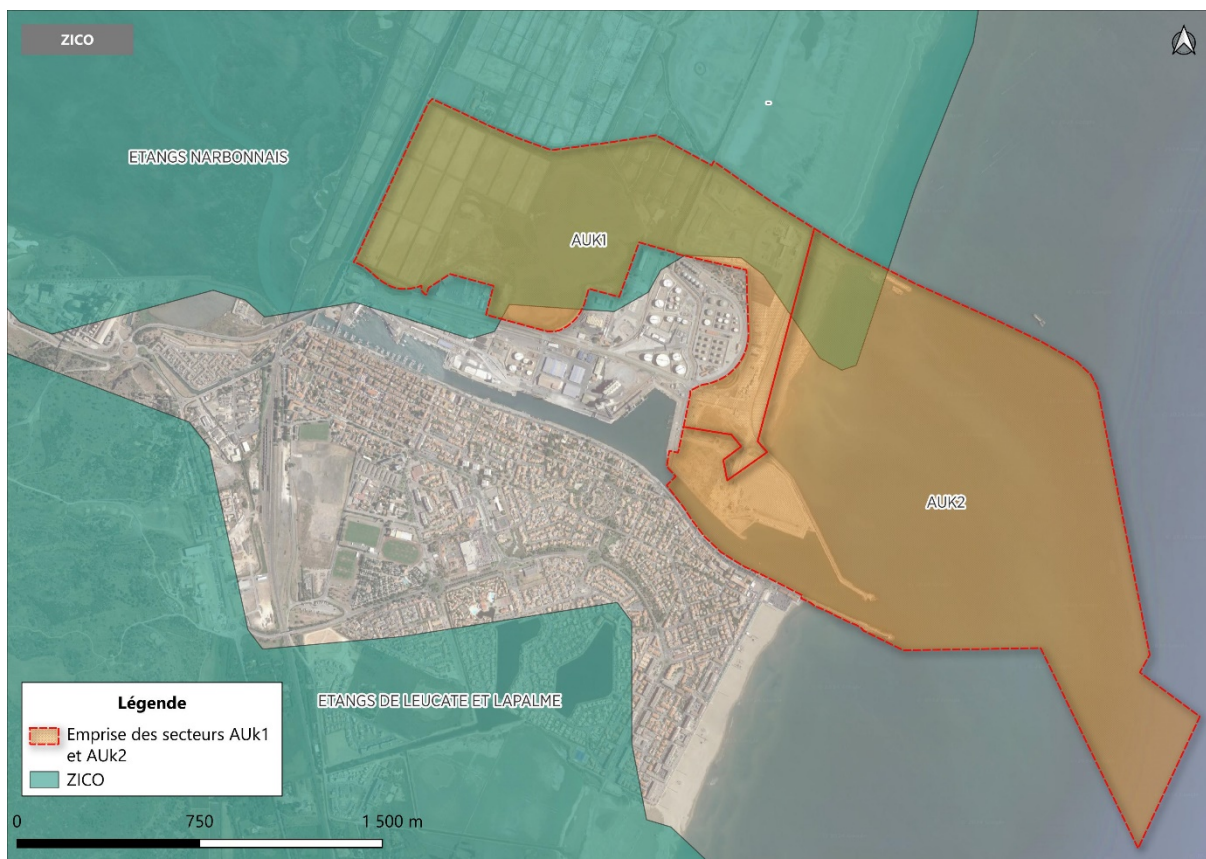 ZICO
ETANGS NARBONNAIS
AUK1
AUK2
ETANGS DE LEUCATE ET LAPALME
Légende
Emprise des secteurs AUk1
et AUk2
ZICO
0 750 1 500 m